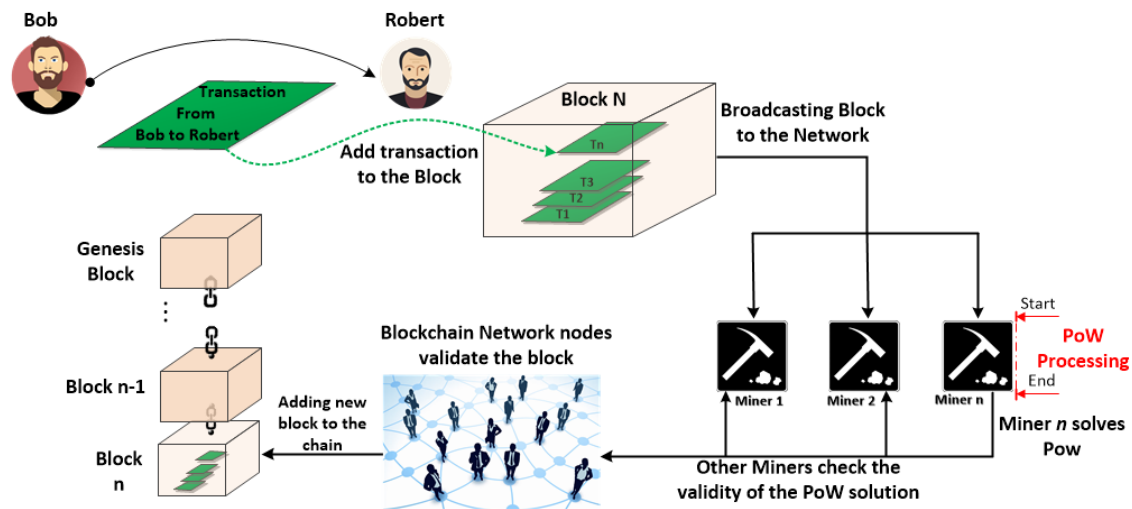 Bob
Robert
Transaction
From
Bob to Robert
Add transaction
to the Block
Block N
Tn
T3
T2
T1
Broadcasting Block
to the Network
Genesis
Block
Block n-1
Block
n
Adding new
block to the
chain
Blockchain Network nodes
validate the block
Miner 1
Miner 2
Miner n
Start
PoW
Processing
End
Miner n solves
Pow
Other Miners check the
validity of the PoW solution